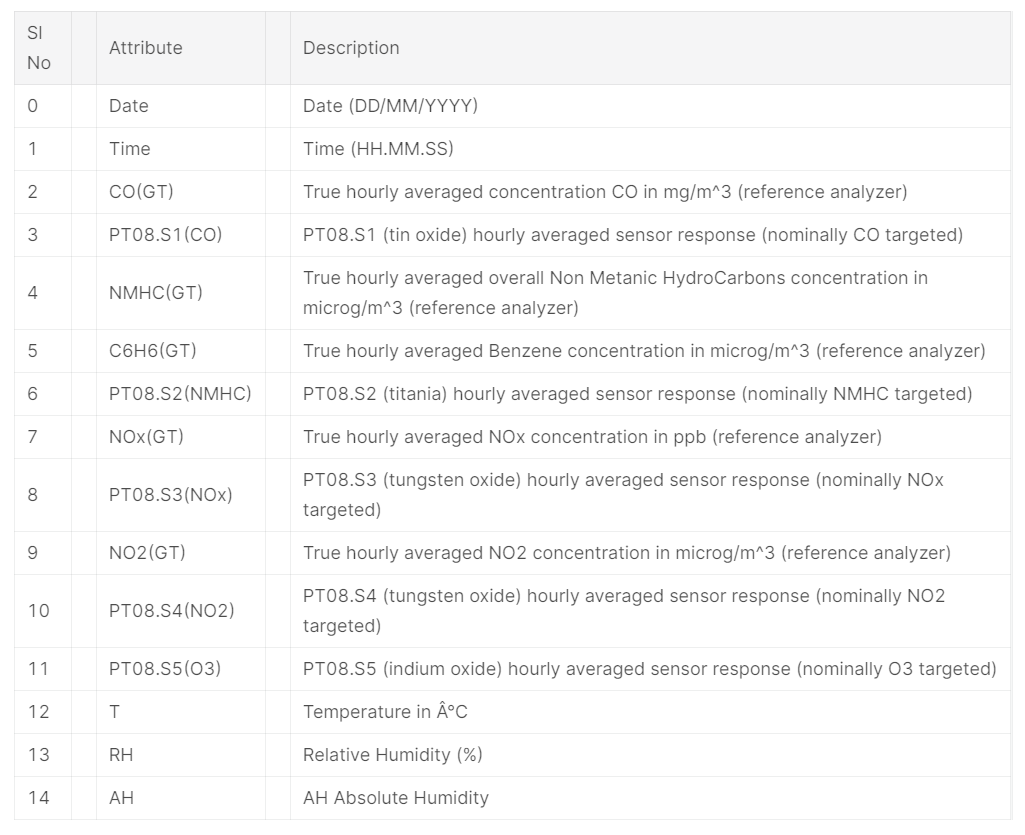 Sl No Attribute Description
0 Date Date (DD/MM/YYYY)
1 Time Time (HH.MM.SS)
2 CO(GT) True hourly averaged concentration CO in mg/m^3 (reference analyzer)
3 PT08.S1(CO) PT08.S1 (tin oxide) hourly averaged sensor response (nominally CO targeted)
4 NMHC(GT) True hourly averaged overall Non Metanic HydroCarbons concentration in
microg/m^3 (reference analyzer)
5 C6H6(GT) True hourly averaged Benzene concentration in microg/m^3 (reference analyzer)
6 PT08.S2(NMHC) PT08.S2 (titania) hourly averaged sensor response (nominally NMHC targeted)
7 NOx(GT) True hourly averaged NOx concentration in ppb (reference analyzer)
8 PT08.S3(NOx) PT08.S3 (tungsten oxide) hourly averaged sensor response (nominally NOx
targeted)
9 NO2(GT) True hourly averaged NO2 concentration in microg/m^3 (reference analyzer)
10 PT08.S4(NO2) PT08.S4 (tungsten oxide) hourly averaged sensor response (nominally NO2
targeted)
11 PT08.S5(O3) PT08.S5 (indium oxide) hourly averaged sensor response (nominally O3 targeted)
12 T Temperature in Â°C
13 RH Relative Humidity (%)
14 AH AH Absolute Humidity